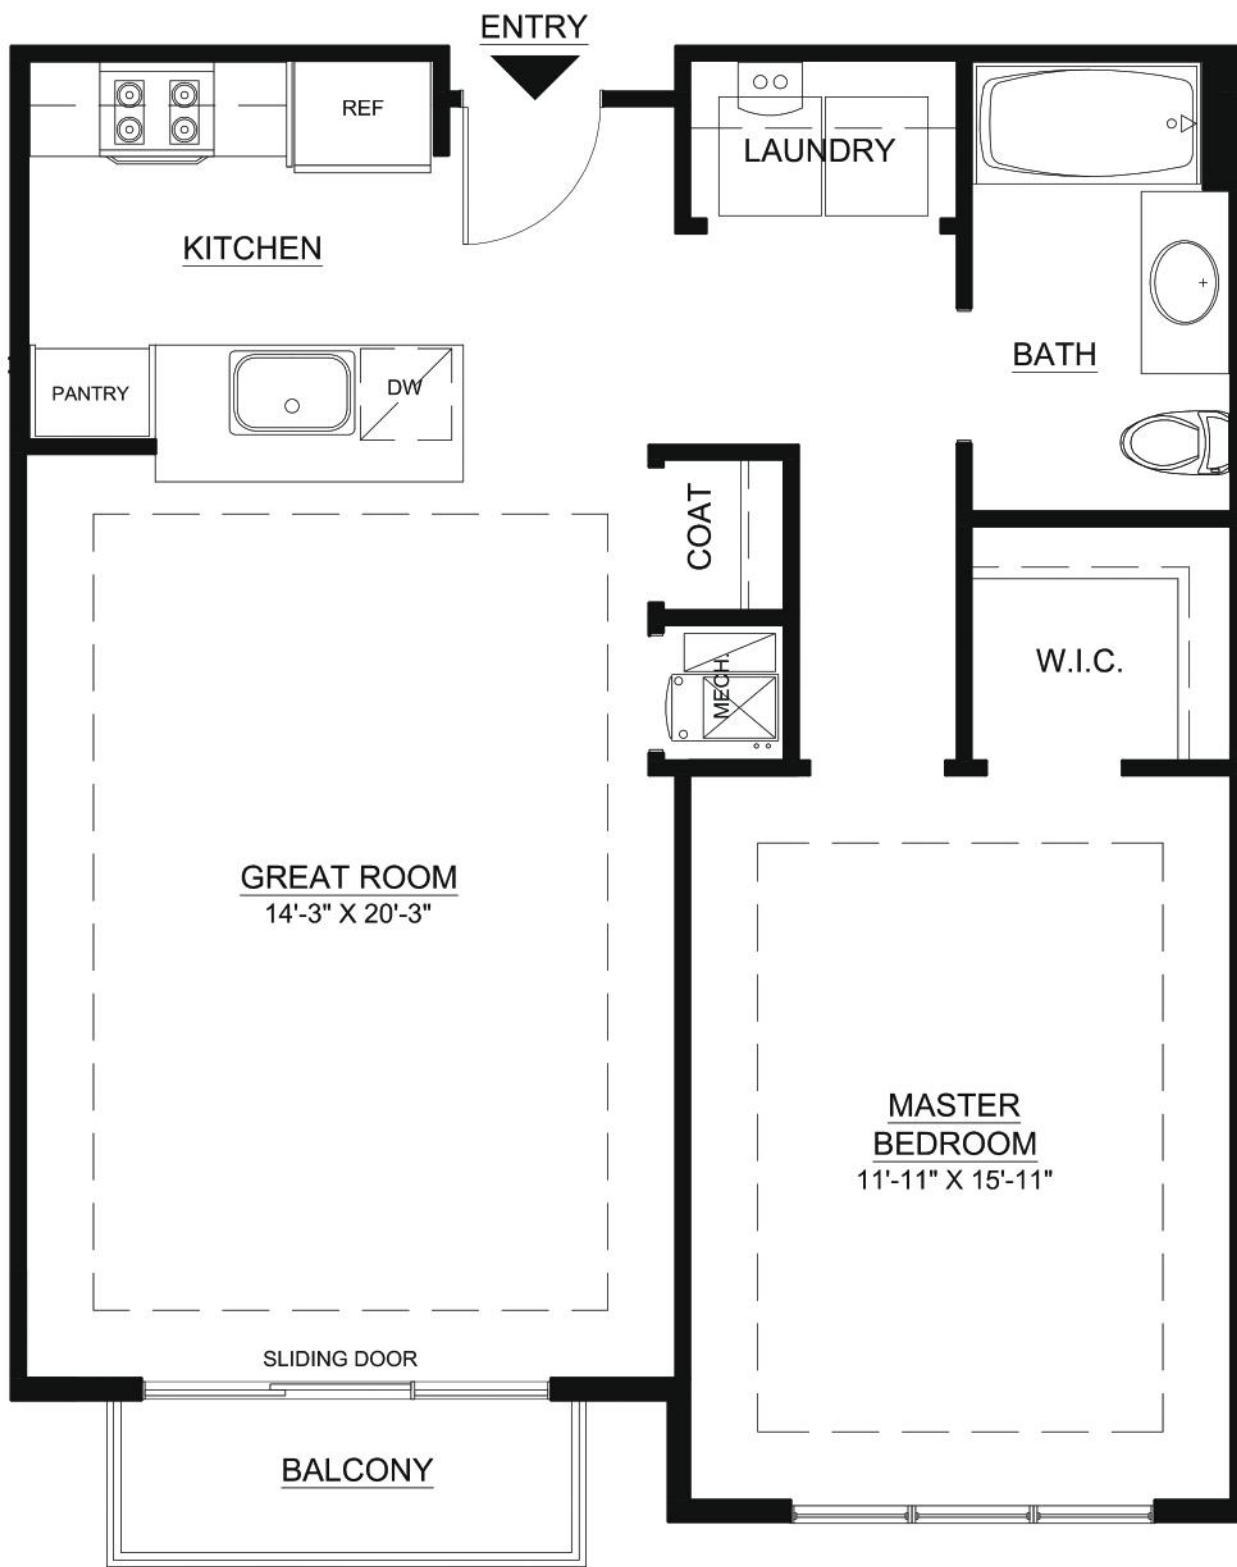 ENTRY
REF
LAUNDRY
KITCHEN
BATH
PANTRY
DW
COAT
MECH.
W.I.C.
GREAT ROOM
14'-3" X 20'-3"
MASTER
BEDROOM
11'-11" X 15'-11"
SLIDING DOOR
BALCONY